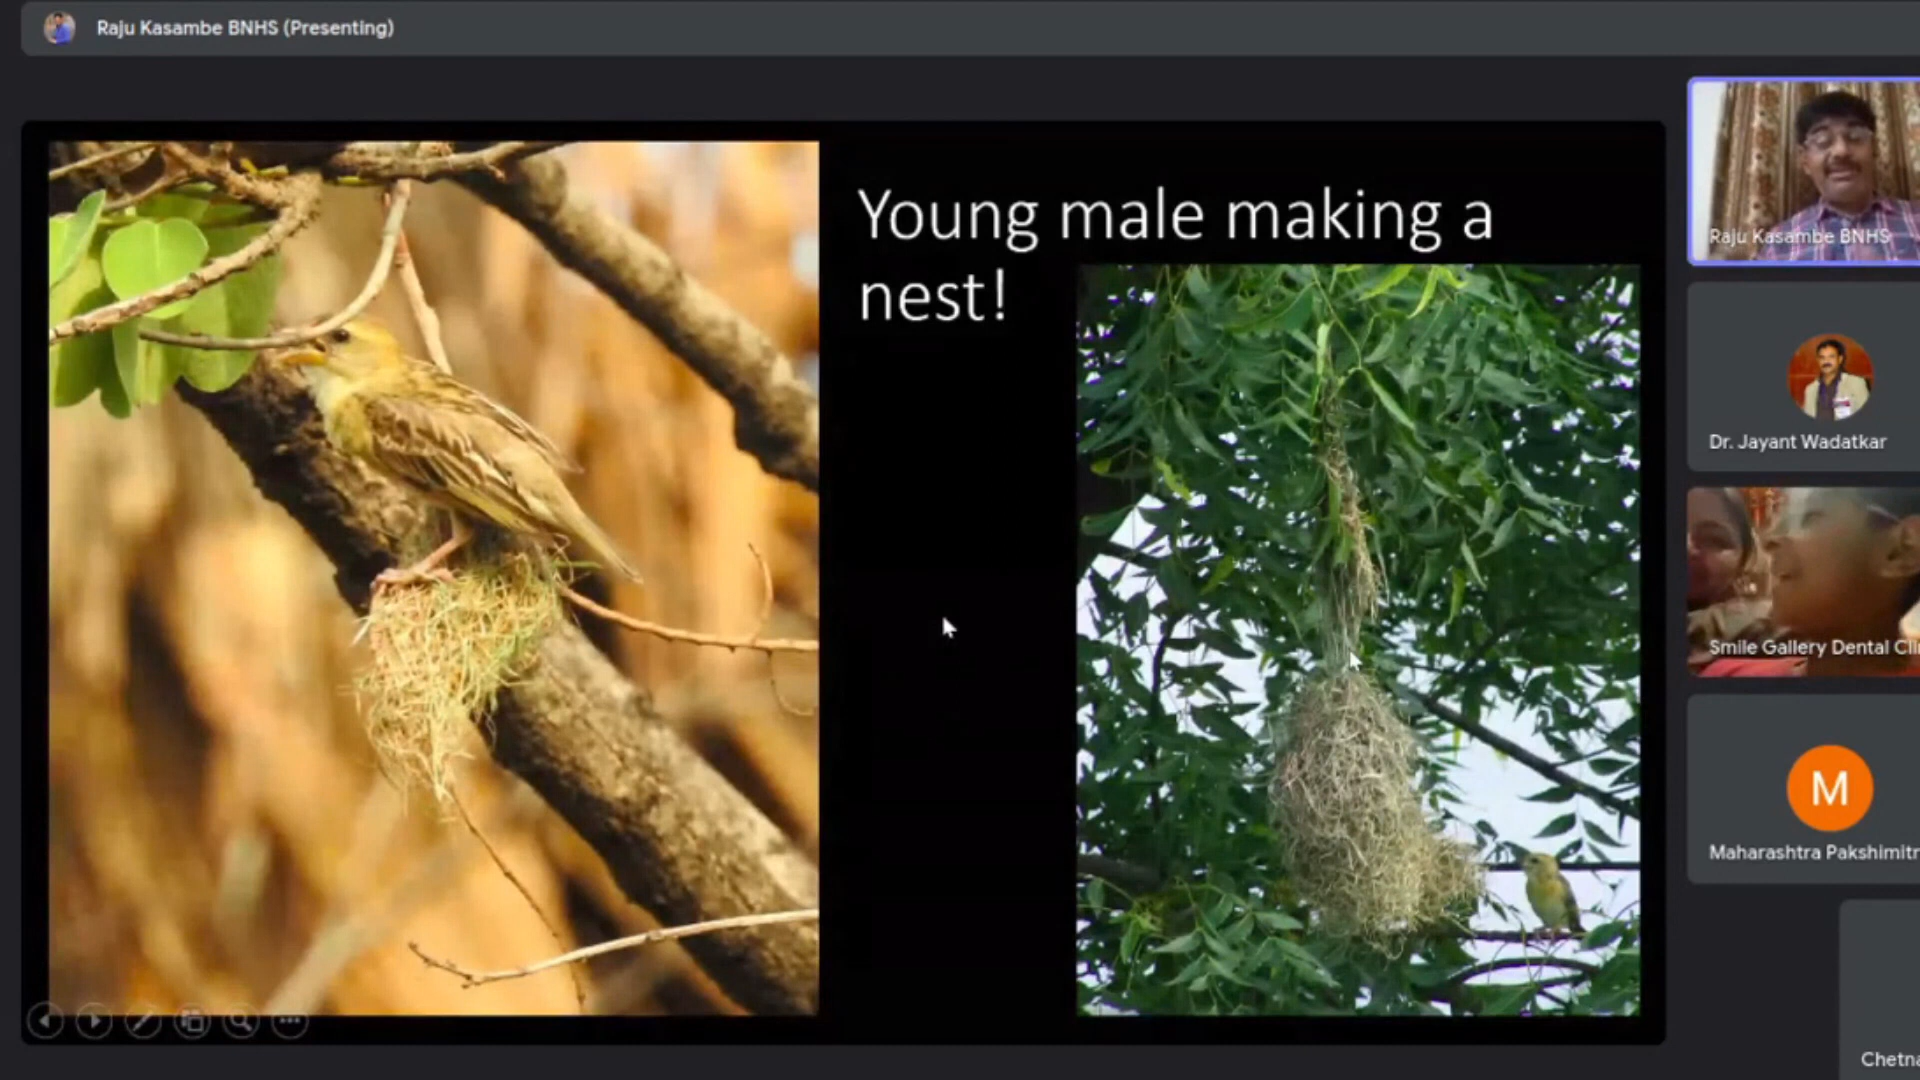 Raju Kasambe BNHS (Presenting)
Young male making a
nest!
Raju Kasambe BNHS
Dr. Jayant Wadatkar
Smile Gallery Dental Cli
M
Maharashtra Pakshimitr
Chetna